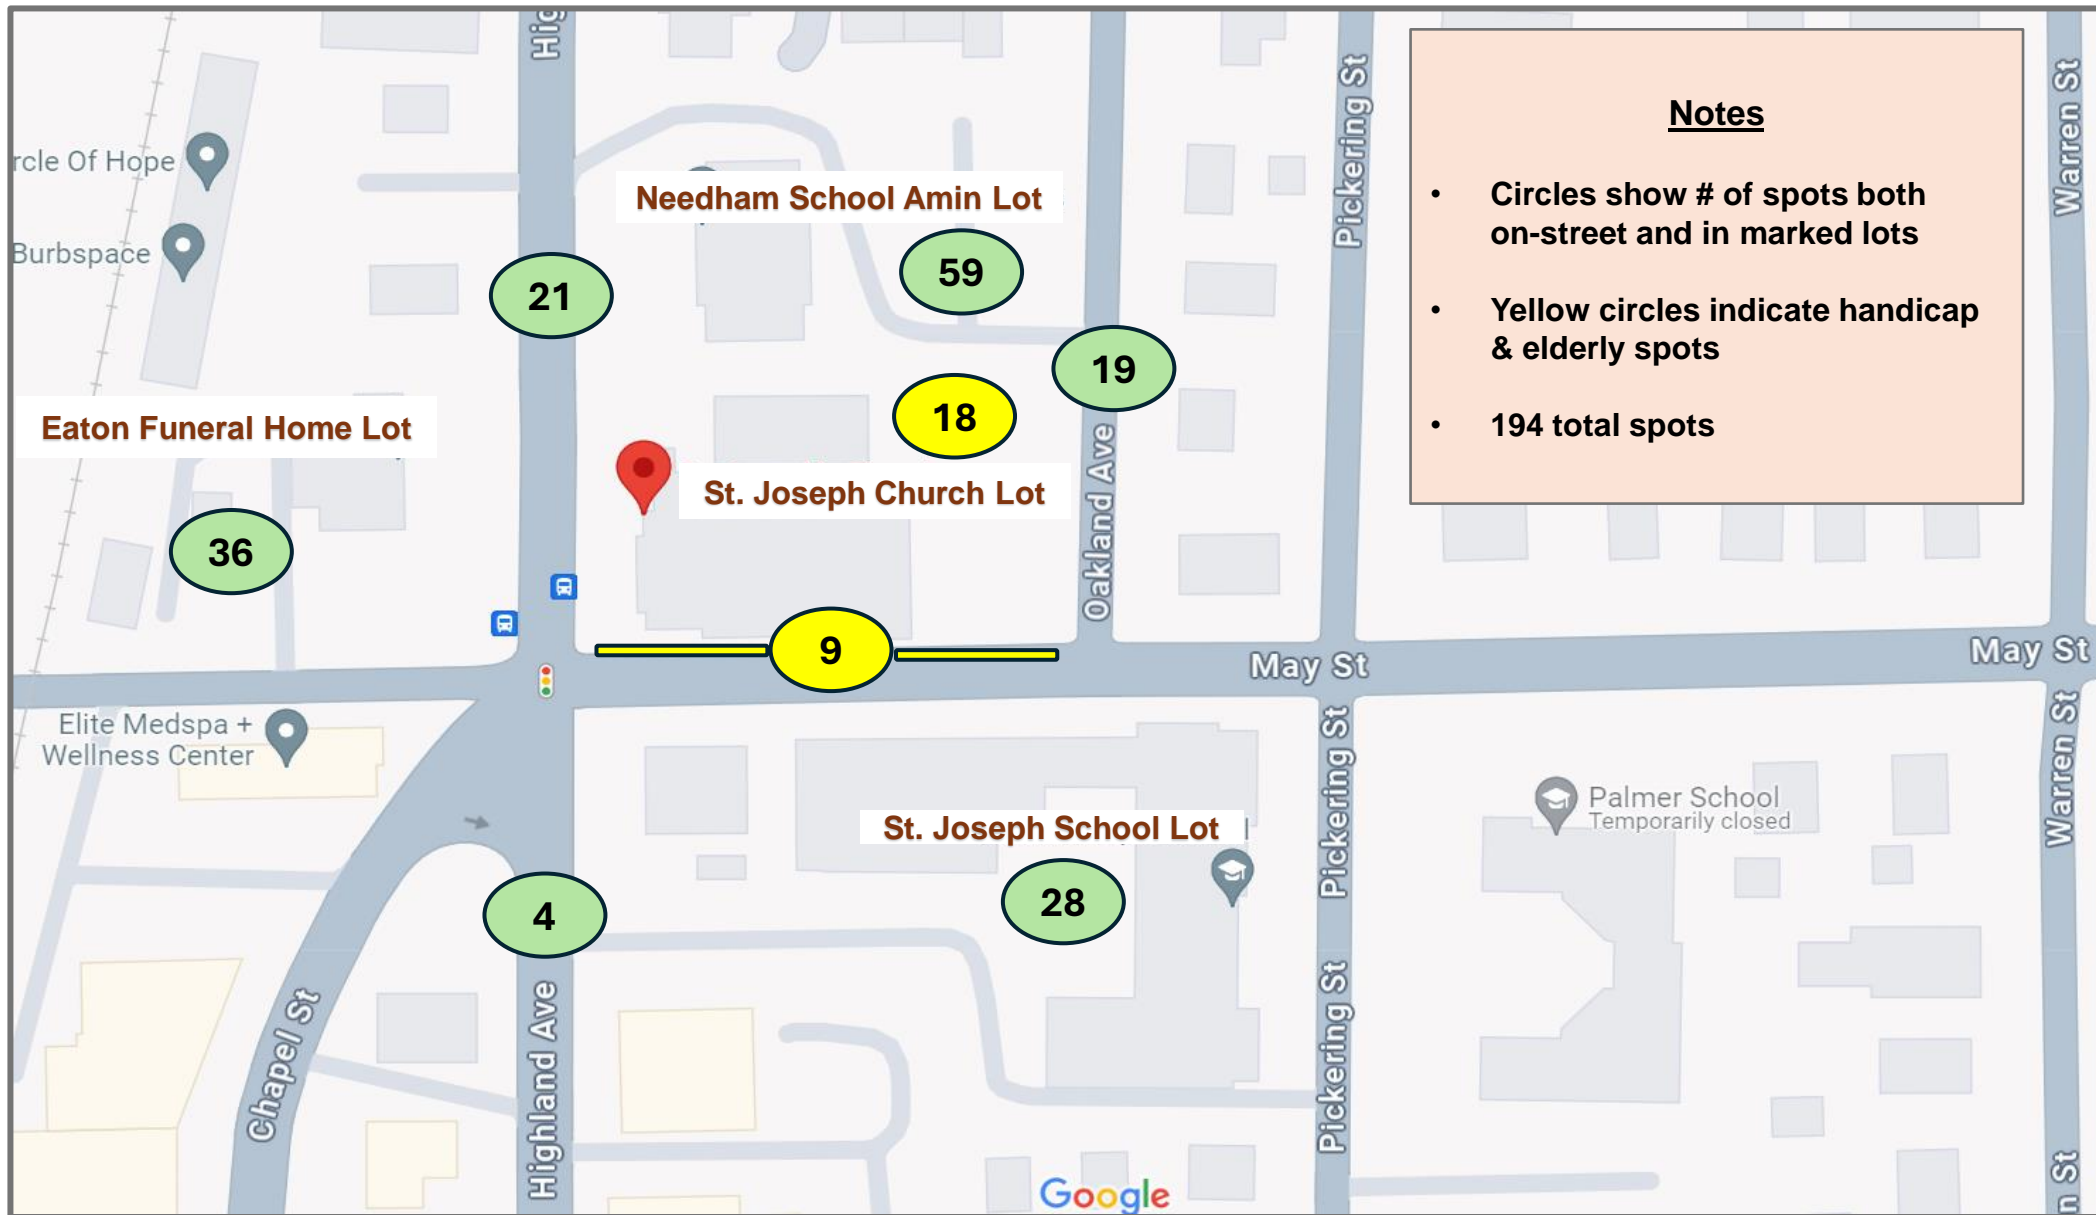 Hig
Pickering St
Warren St
Notes
• Circles show # of spots both
on-street and in marked lots
• Yellow circles indicate handicap
& elderly spots
• 194 total spots
rcle Of Hope
Burbspace
Needham School Amin Lot
21
59
19
18
Eaton Funeral Home Lot
St. Joseph Church Lot
36
Oakland Ave
9
May St
May St
Elite Medspa +
Wellness Center
Pickering St
Warren St
Palmer School
Temporarily closed
St. Joseph School Lot
4
28
Chapel St
Highland Ave
Pickering St
Google
n St